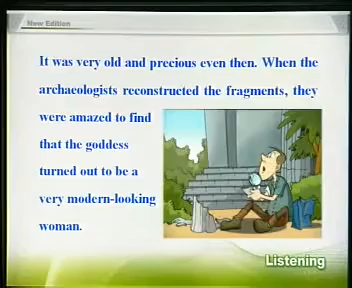 New Edition
It was very old and precious even then. When the
archaeologists reconstructed the fragments, they
were amazed to find
that the goddess
turned out to be a
very modern-looking
woman.
Listening